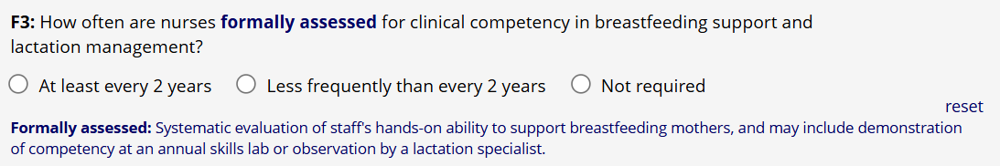 F3: How often are nurses formally assessed for clinical competency in breastfeeding support and
lactation management?
At least every 2 years Less frequently than every 2 years Not required
reset
Formally assessed: Systematic evaluation of staff's hands-on ability to support breastfeeding mothers, and may include demonstration
of competency at an annual skills lab or observation by a lactation specialist.